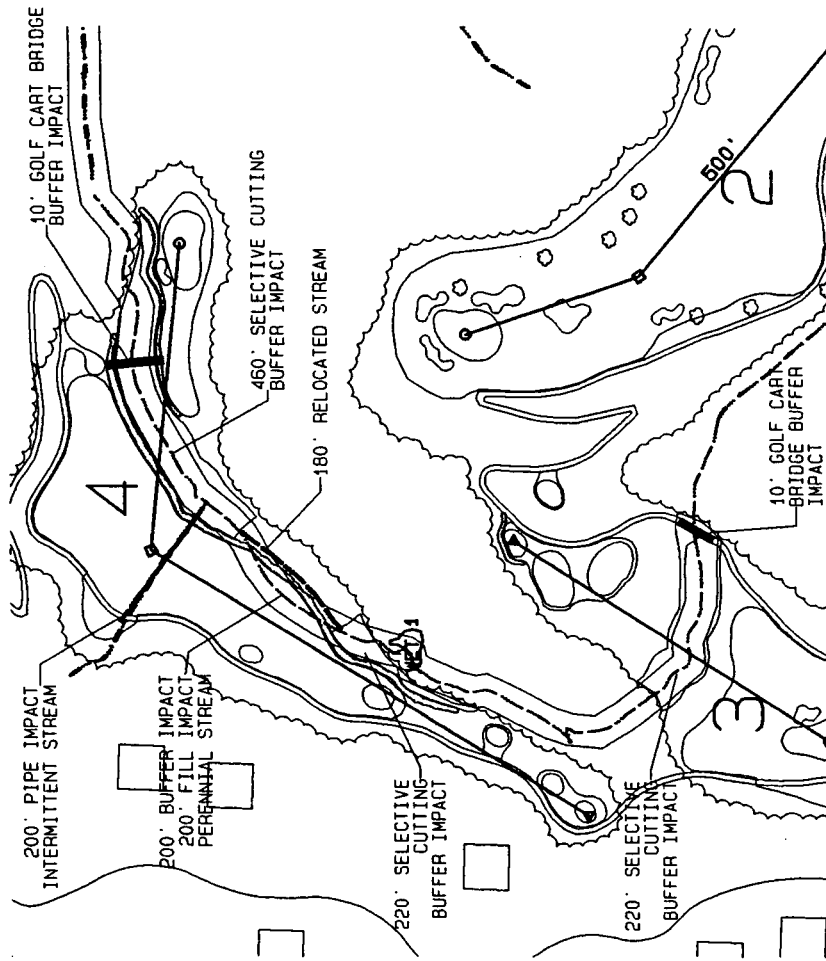 10' GOLF CART BRIDGE
BUFFER IMPACT
460' SELECTIVE CUTTING
BUFFER IMPACT
180' RELOCATED STREAM
4
500'
2
10' GOLF CART
BRIDGE BUFFER
IMPACT
WET 1
3
200' PIPE IMPACT
INTERMITTENT STREAM
200' BUFFER IMPACT
200' FILL IMPACT
PERENNIAL STREAM
220' SELECTIVE
CUTTING
BUFFER IMPACT
220' SELECTIVE
CUTTING
BUFFER IMPACT